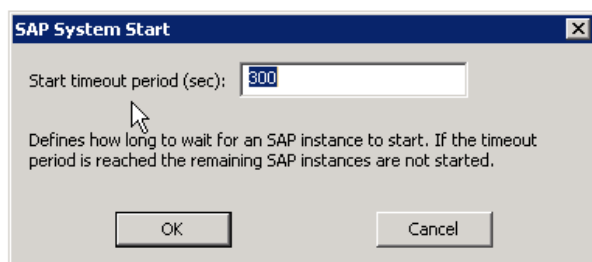 SAP System Start
Start timeout period (sec): 300
Defines how long to wait for an SAP instance to start. If the timeout
period is reached the remaining SAP instances are not started.
OK Cancel